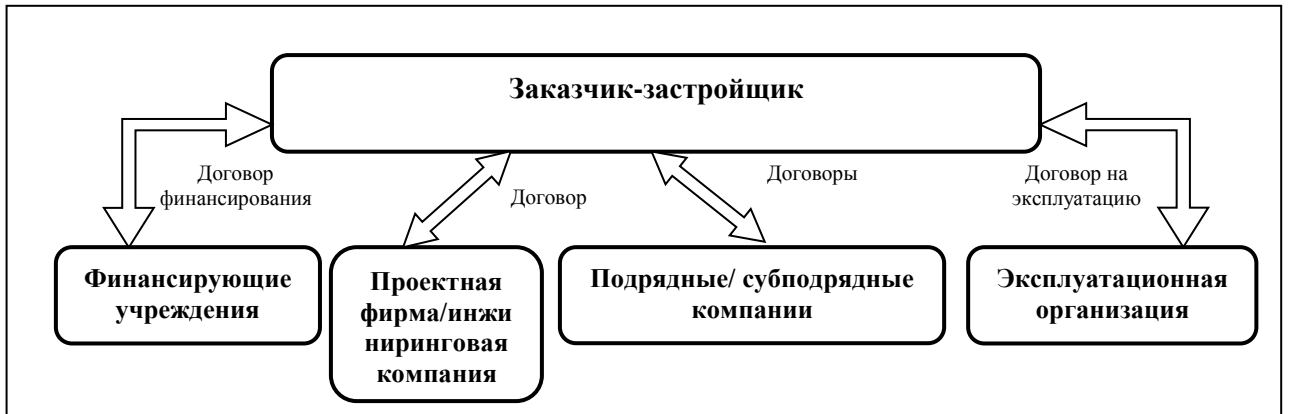 Заказчик-застройщик
Договор
финансирования
Договор
Договоры
Договор на
эксплуатацию
Финансирующие
учреждения
Проектная
фирма/инжи
ниринговая
компания
Подрядные/ субподрядные
компании
Эксплуатационная
организация